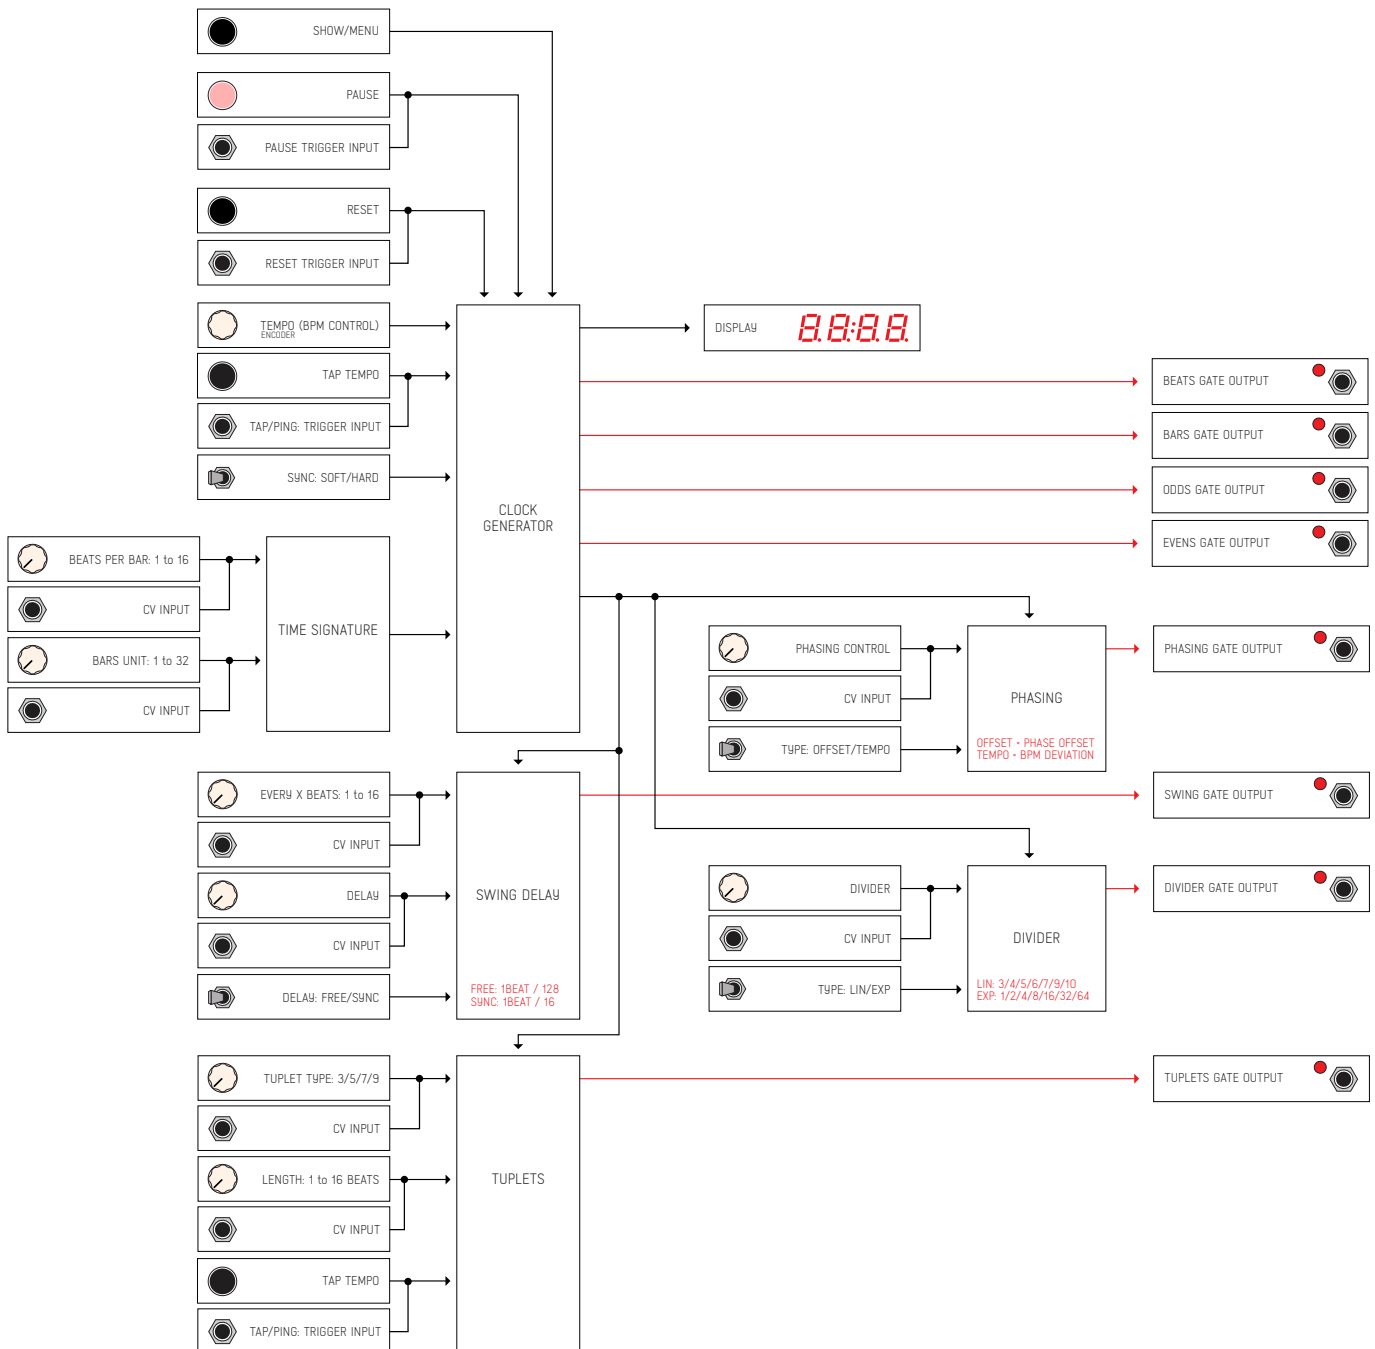 SHOW/MENU
PAUSE
PAUSE TRIGGER INPUT
RESET
RESET TRIGGER INPUT
TEMPO (BPM CONTROL)
ENCODER
TAP TEMPO
TAP/PING: TRIGGER INPUT
SYNC: SOFT/HARD
CLOCK
GENERATOR
DISPLAY
8.8:8.8.
BEATS GATE OUTPUT
BARS GATE OUTPUT
ODDS GATE OUTPUT
EVENS GATE OUTPUT
BEATS PER BAR: 1 to 16
CV INPUT
BARS UNIT: 1 to 32
CV INPUT
TIME SIGNATURE
PHASING CONTROL
CV INPUT
TYPE: OFFSET/TEMPO
PHASING
OFFSET - PHASE OFFSET
TEMPO - BPM DEVIATION
PHASING GATE OUTPUT
EVERY X BEATS: 1 to 16
CV INPUT
DELAY
CV INPUT
DELAY: FREE/SYNC
SWING DELAY
FREE: 1BEAT / 128
SYNC: 1BEAT / 16
SWING GATE OUTPUT
DIVIDER
CV INPUT
TYPE: LIN/EXP
DIVIDER
LIN: 3/4/5/6/7/9/10
EXP: 1/2/4/8/16/32/64
DIVIDER GATE OUTPUT
TUPLET TYPE: 3/5/7/9
CV INPUT
LENGTH: 1 to 16 BEATS
CV INPUT
TAP TEMPO
TAP/PING: TRIGGER INPUT
TUPLETS
TUPLETS GATE OUTPUT